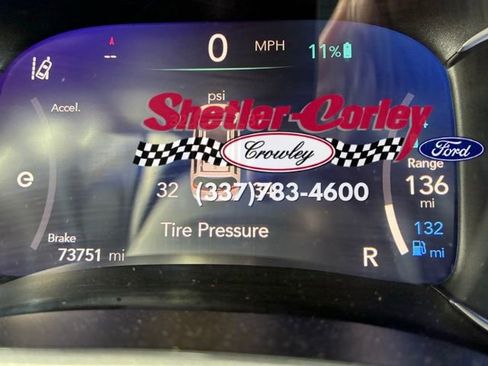 0 MPH 11%
--
Accel. psi
Shetler-Corley
Crowley Ford
Range
136
mi
32 34
(337)783-4600
132
mi
Brake Tire Pressure
73751 mi R